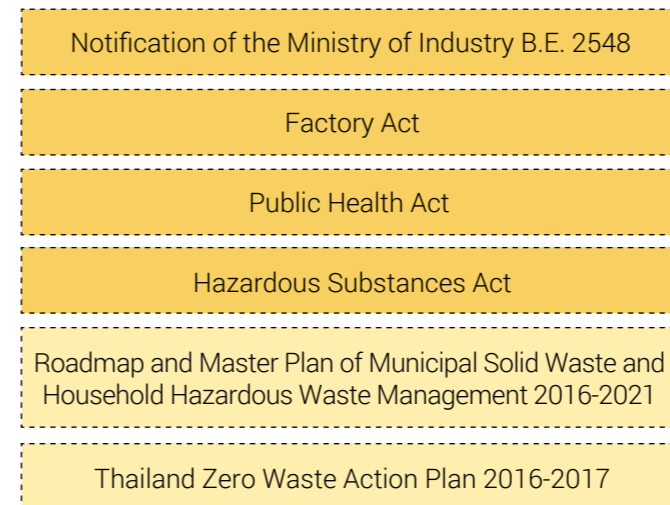 Notification of the Ministry of Industry B.E. 2548
Factory Act
Public Health Act
Hazardous Substances Act
Roadmap and Master Plan of Municipal Solid Waste and
Household Hazardous Waste Management 2016-2021
Thailand Zero Waste Action Plan 2016-2017